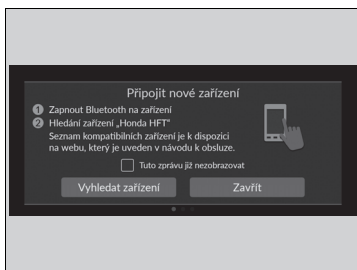 Připojit nové zařízení
1 Zapnout Bluetooth na zařízení
2 Hledání zařízení „Honda HFT"
Seznam kompatibilních zařízení je k dispozici
na webu, který je uveden v návodu k obsluze.
Tuto zprávu již nezobrazovat
Vyhledat zařízení
Zavřít